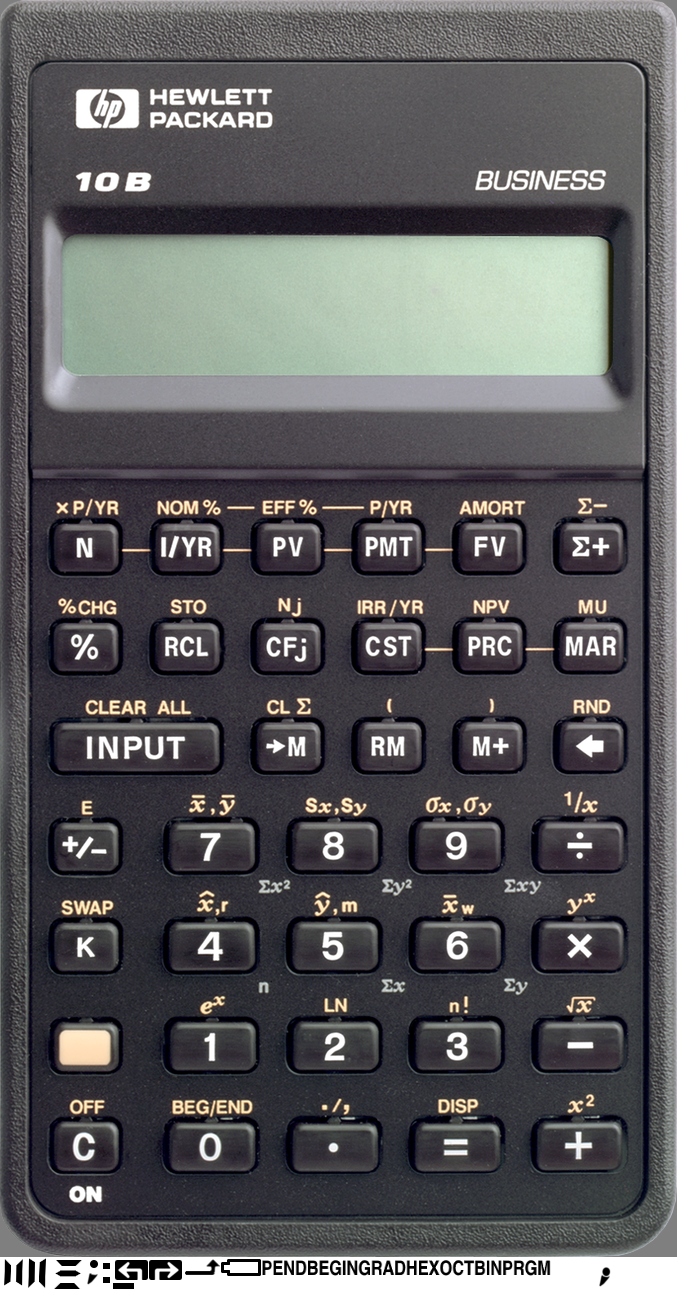 hp HEWLETT
PACKARD
10B BUSINESS
×P/YR NOM% EFF% P/YR AMORT Σ−
N I/YR PV PMT FV Σ+
%CHG STO Nj IRR/YR NPV MU
% RCL CFj CST PRC MAR
CLEAR ALL CL Σ ( ) RND
INPUT →M RM M+ ←
E x̄,ȳ Sx,Sy σx,σy 1/x
+/− 7 8 9 ÷
Σx² Σy² Σxy
SWAP x̂,r ŷ,m x̄w yˣ
K 4 5 6 ×
n Σx Σy
eˣ LN n! √x
1 2 3 −
OFF BEG/END ./, DISP x²
C 0 · = +
ON
PENDBEGINGRADHEXOCTBINPRGM ;